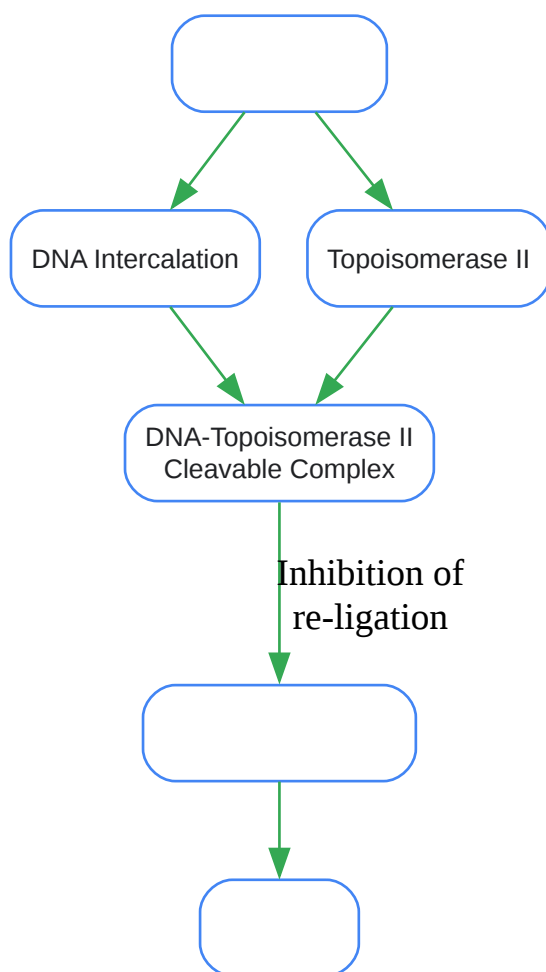 DNA Intercalation
Topoisomerase II
DNA-Topoisomerase II
Cleavable Complex
Inhibition of
re-ligation